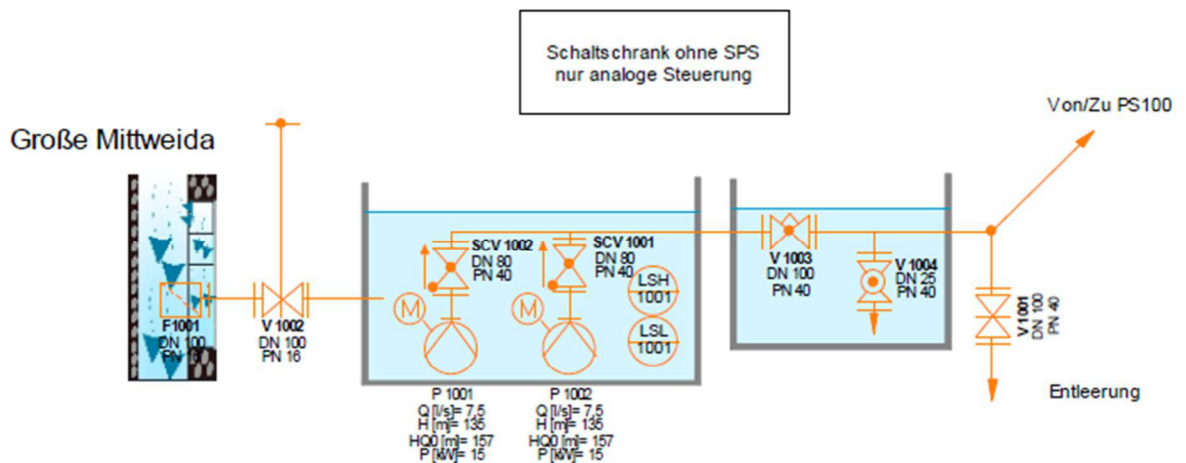 Schaltschrank ohne SPS
nur analoge Steuerung
Von/Zu PS100
Große Mittweida
SCV 1002
DN 80
PN 40
SCV 1001
DN 80
PN 40
LSH
1001
LSL
1001
M
M
V 1003
DN 100
PN 40
V 1004
DN 25
PN 40
V 1001
DN 100
PN 40
F1001
DN 100
PN 16
V 1002
DN 100
PN 16
Entleerung
P 1001
Q [l/s]= 7,5
H [m]= 135
HQ0 [m]= 157
P [kW]= 15
P 1002
Q [l/s]= 7,5
H [m]= 135
HQ0 [m]= 157
P [kW]= 15